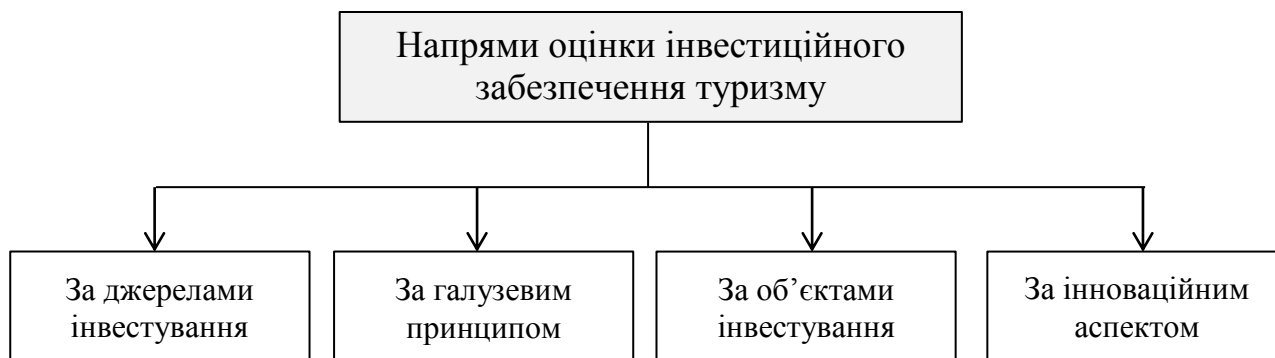 Напрями оцінки інвестиційного
забезпечення туризму
За джерелами
інвестування
За галузевим
принципом
За об’єктами
інвестування
За інноваційним
аспектом